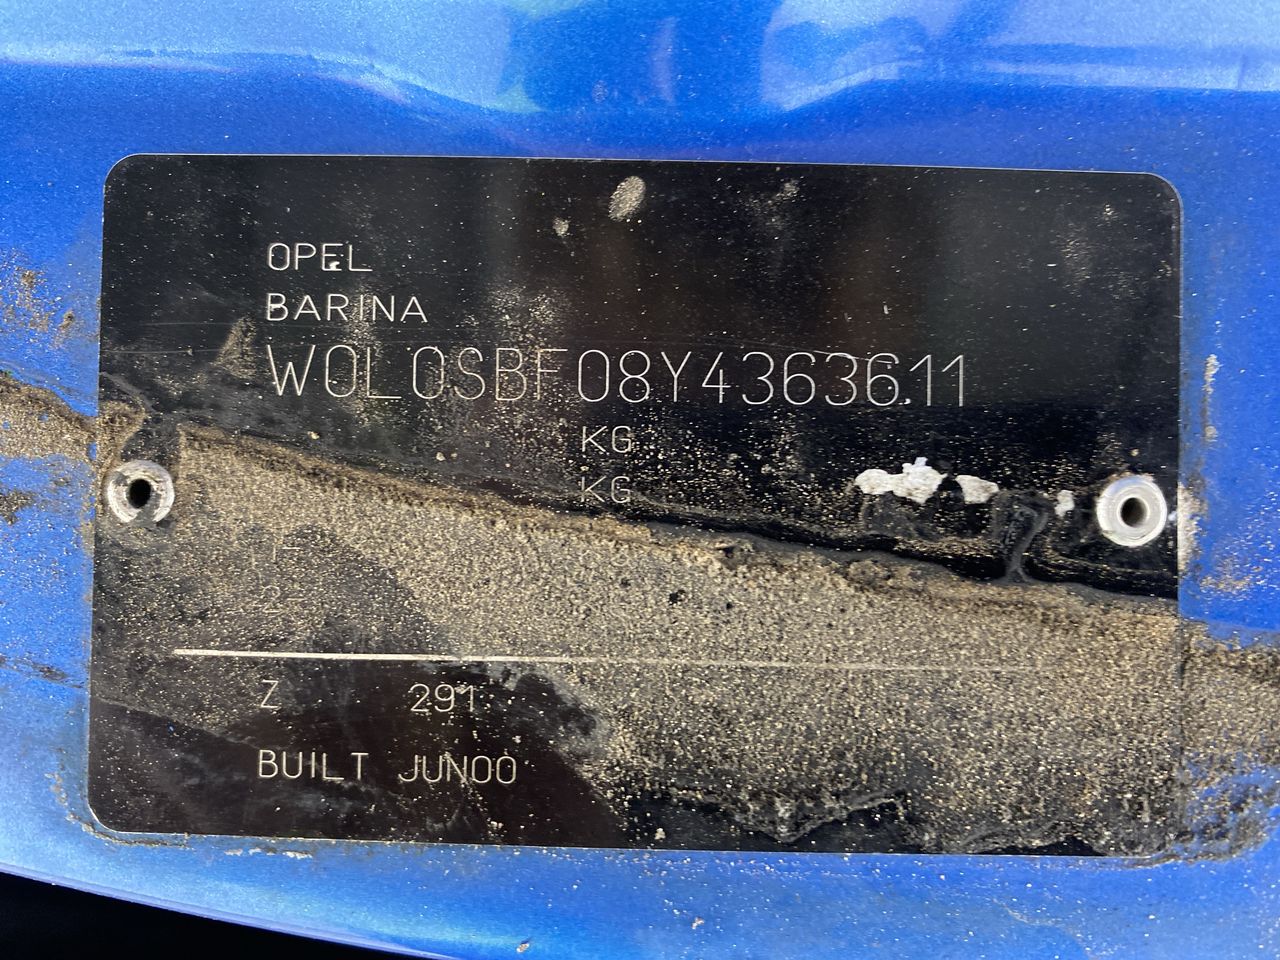 OPEL
BARINA
W0L0SBF08Y4363611
KG
KG
1-
2-
Z 291
BUILT JUN00